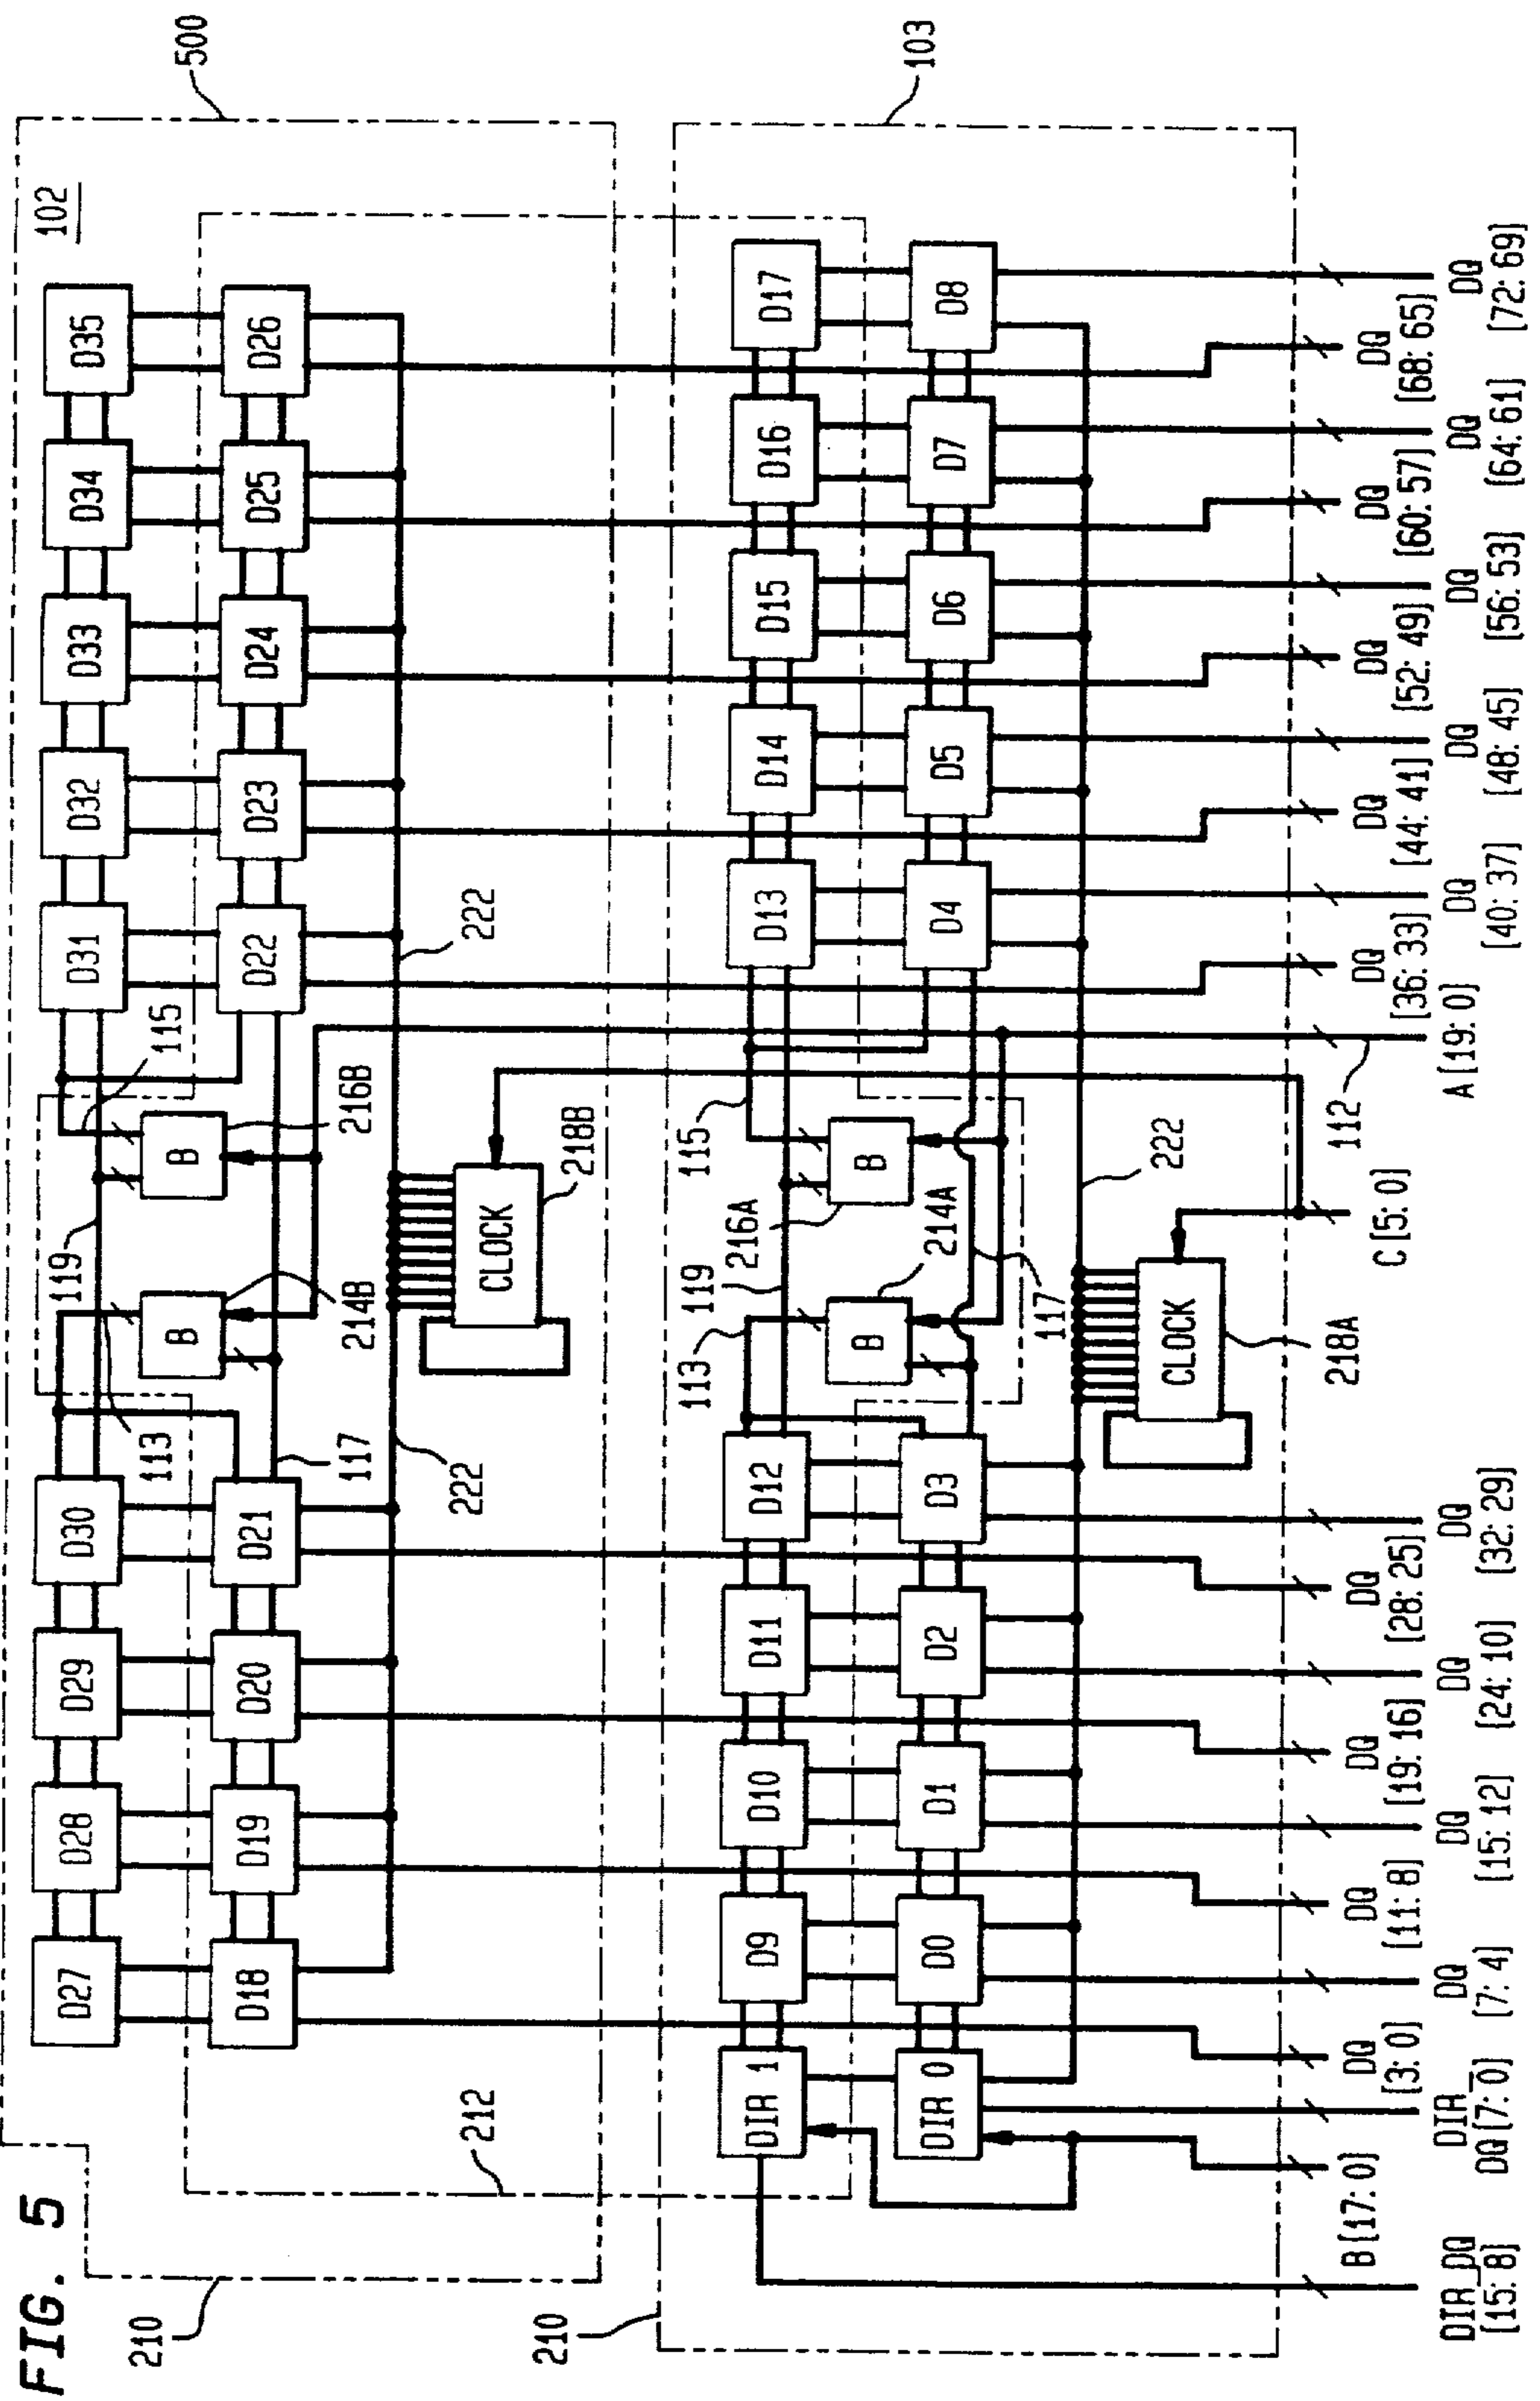 FIG. 5
500
102
210
D27
D28
D29
D30
D31
D32
D33
D34
D35
113
119
115
B
214B
B
216B
D18
D19
D20
D21
117
D22
D23
D24
D25
D26
222
222
CLOCK
218B
212
103
210
DIR 1
D9
D10
D11
D12
113
119
216A
115
D13
D14
D15
D16
D17
B
214A
B
DIR 0
D0
D1
D2
D3
117
D4
D5
D6
D7
D8
222
CLOCK
218A
112
DIR_DQ
[15: 8]
B [17: 0]
DIR_
DQ [7: 0]
DQ
[3: 0]
DQ
[7: 4]
DQ
[11: 8]
DQ
[15: 12]
DQ
[19: 16]
DQ
[24: 10]
DQ
[28: 25]
DQ
[32: 29]
C [5: 0]
A [19: 0]
DQ
[36: 33]
DQ
[40: 37]
DQ
[44: 41]
DQ
[48: 45]
DQ
[52: 49]
DQ
[56: 53]
DQ
[60: 57]
DQ
[64: 61]
DQ
[68: 65]
DQ
[72: 69]